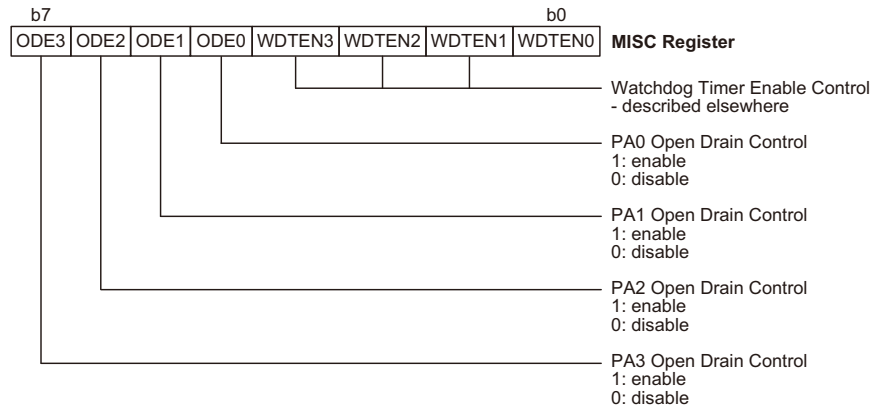 b7 b0
ODE3 ODE2 ODE1 ODE0 WDTEN3 WDTEN2 WDTEN1 WDTEN0 MISC Register
Watchdog Timer Enable Control
- described elsewhere
PA0 Open Drain Control
1: enable
0: disable
PA1 Open Drain Control
1: enable
0: disable
PA2 Open Drain Control
1: enable
0: disable
PA3 Open Drain Control
1: enable
0: disable